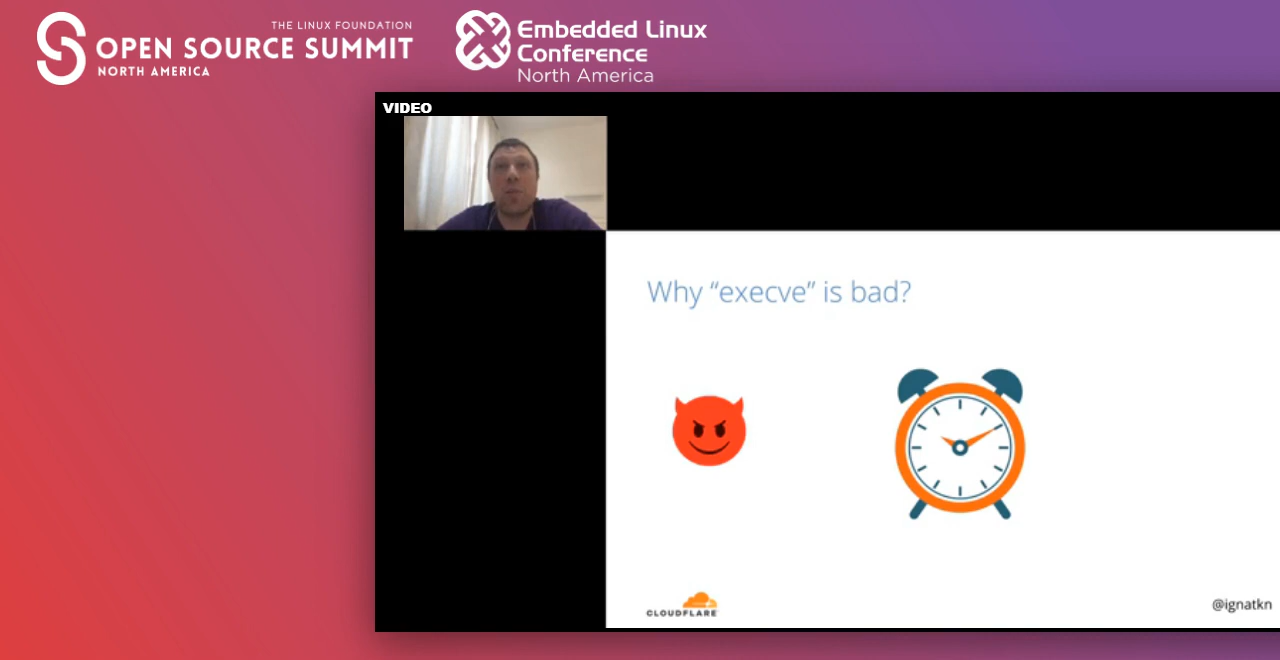 THE LINUX FOUNDATION
OPEN SOURCE SUMMIT
NORTH AMERICA
Embedded Linux
Conference
North America
VIDEO
Why “execve” is bad?
CLOUDFLARE
@ignatkn